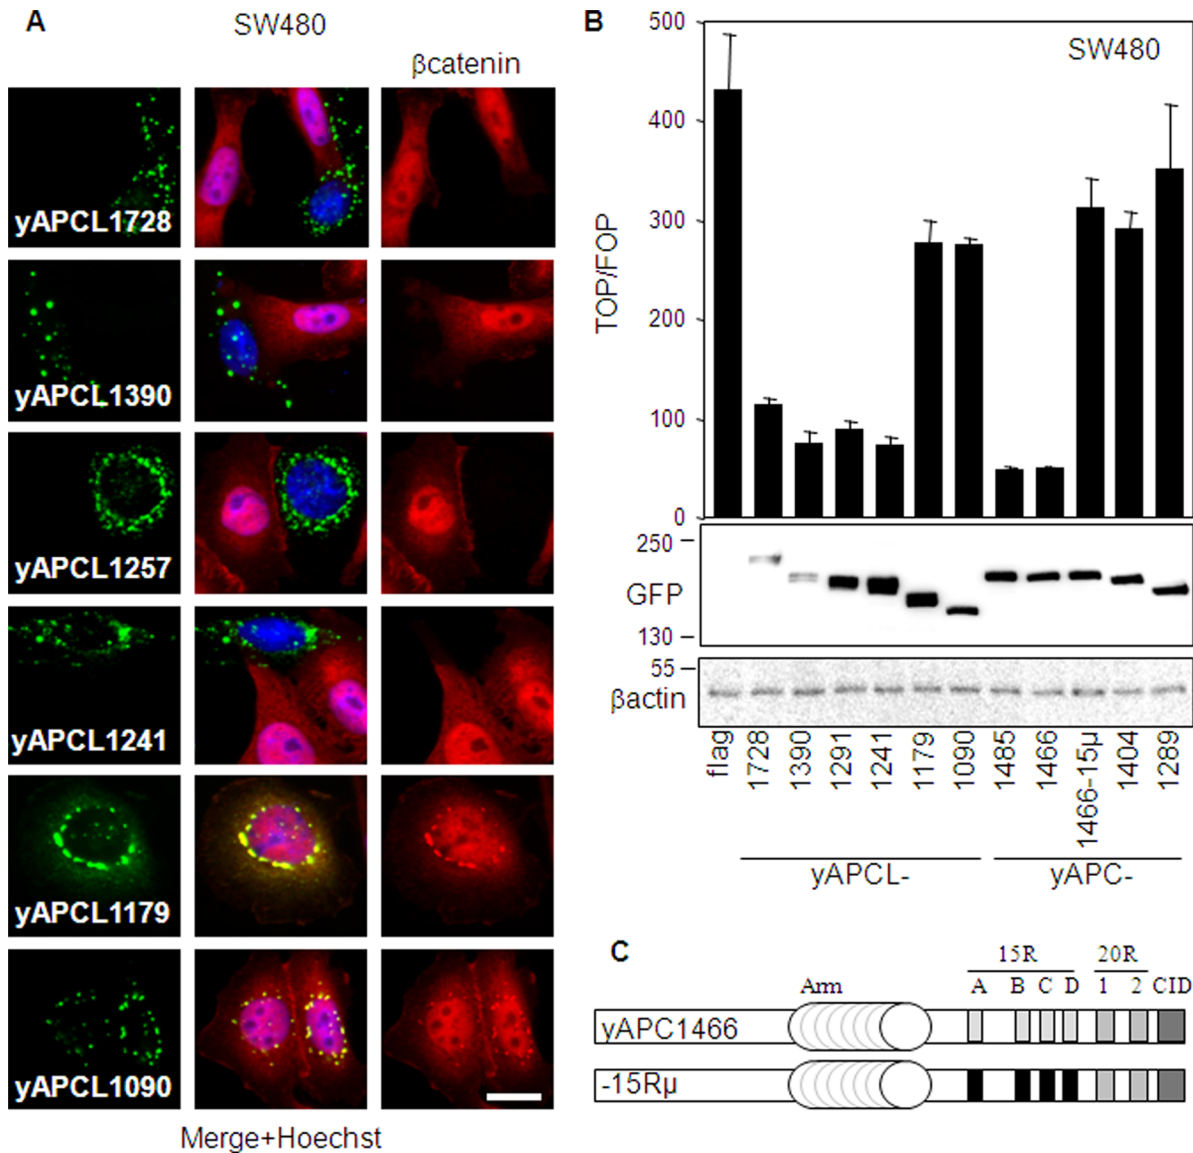 A
SW480
βcatenin
yAPCL1728
yAPCL1390
yAPCL1257
yAPCL1241
yAPCL1179
yAPCL1090
Merge+Hoechst
B
SW480
TOP/FOP
500
400
300
200
100
0
250
GFP
130
55
βactin
flag
1728
1390
1291
1241
1179
1090
1485
1466
1466-15µ
1404
1289
yAPCL-
yAPC-
C
15R
20R
Arm
A B C D 1 2 CID
yAPC1466
-15Rµ